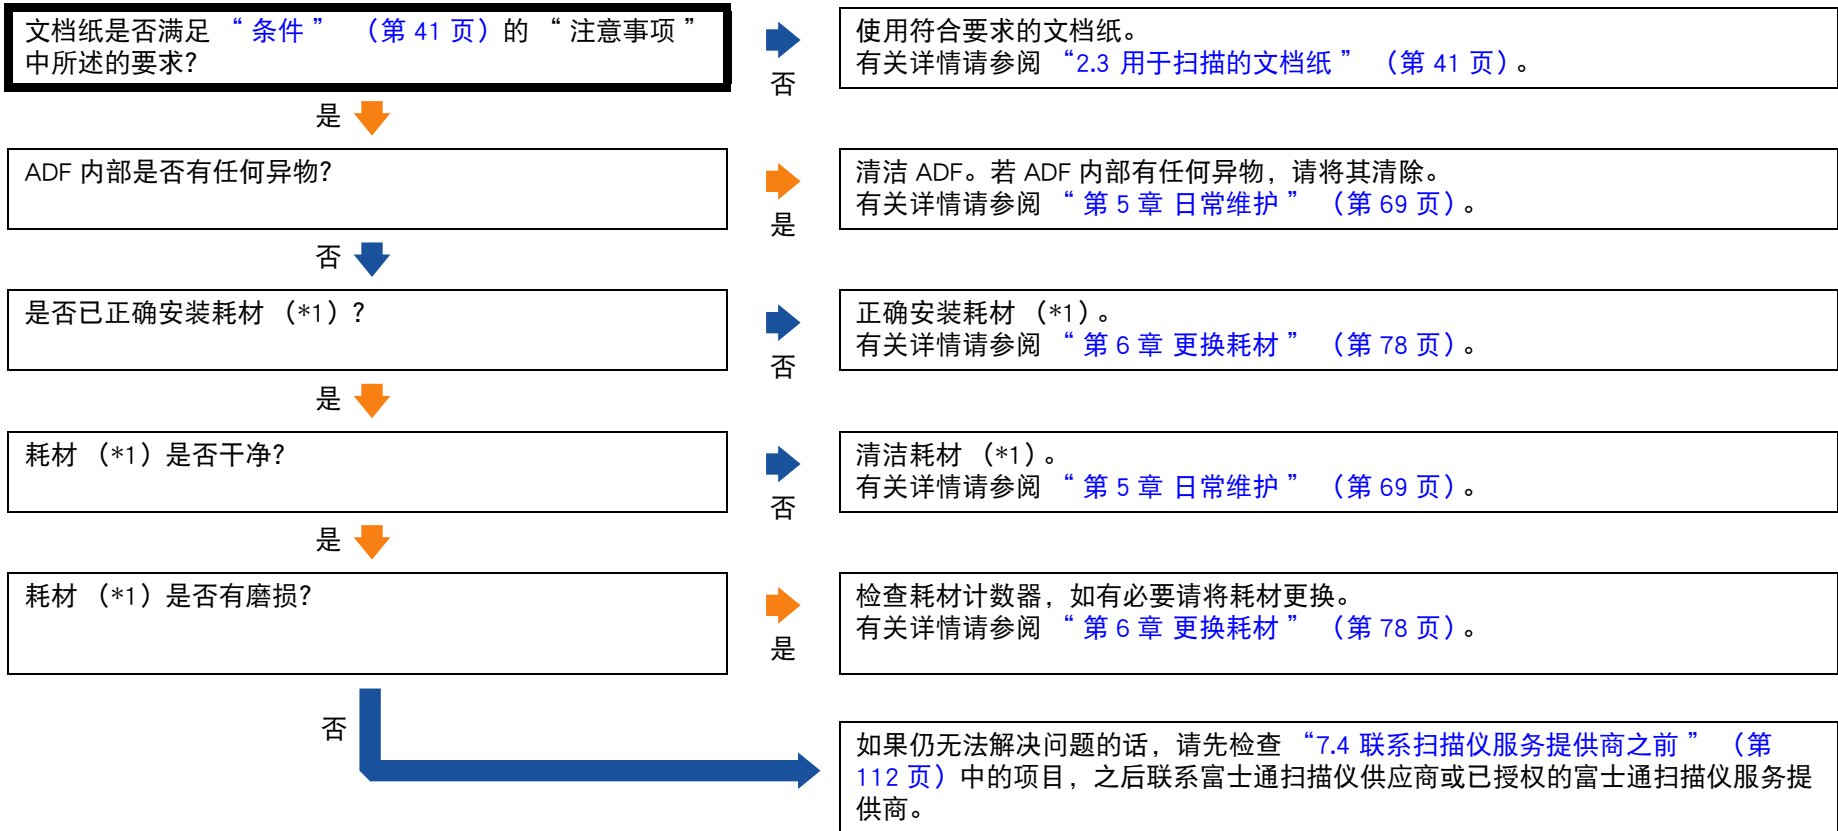 文档纸是否满足 “ 条件 ” （第 41 页）的 “ 注意事项 ”
中所述的要求?
否
使用符合要求的文档纸。
有关详情请参阅 “2.3 用于扫描的文档纸 ” （第 41 页）。
是
ADF 内部是否有任何异物?
是
清洁 ADF。若 ADF 内部有任何异物，请将其清除。
有关详情请参阅 “ 第 5 章 日常维护 ” （第 69 页）。
否
是否已正确安装耗材 （*1）?
否
正确安装耗材 （*1）。
有关详情请参阅 “ 第 6 章 更换耗材 ” （第 78 页）。
是
耗材 （*1）是否干净?
否
清洁耗材 （*1）。
有关详情请参阅 “ 第 5 章 日常维护 ” （第 69 页）。
是
耗材 （*1）是否有磨损?
是
检查耗材计数器，如有必要请将耗材更换。
有关详情请参阅 “ 第 6 章 更换耗材 ” （第 78 页）。
否
如果仍无法解决问题的话，请先检查 “7.4 联系扫描仪服务提供商之前 ” （第
112 页）中的项目，之后联系富士通扫描仪供应商或已授权的富士通扫描仪服务提
供商。